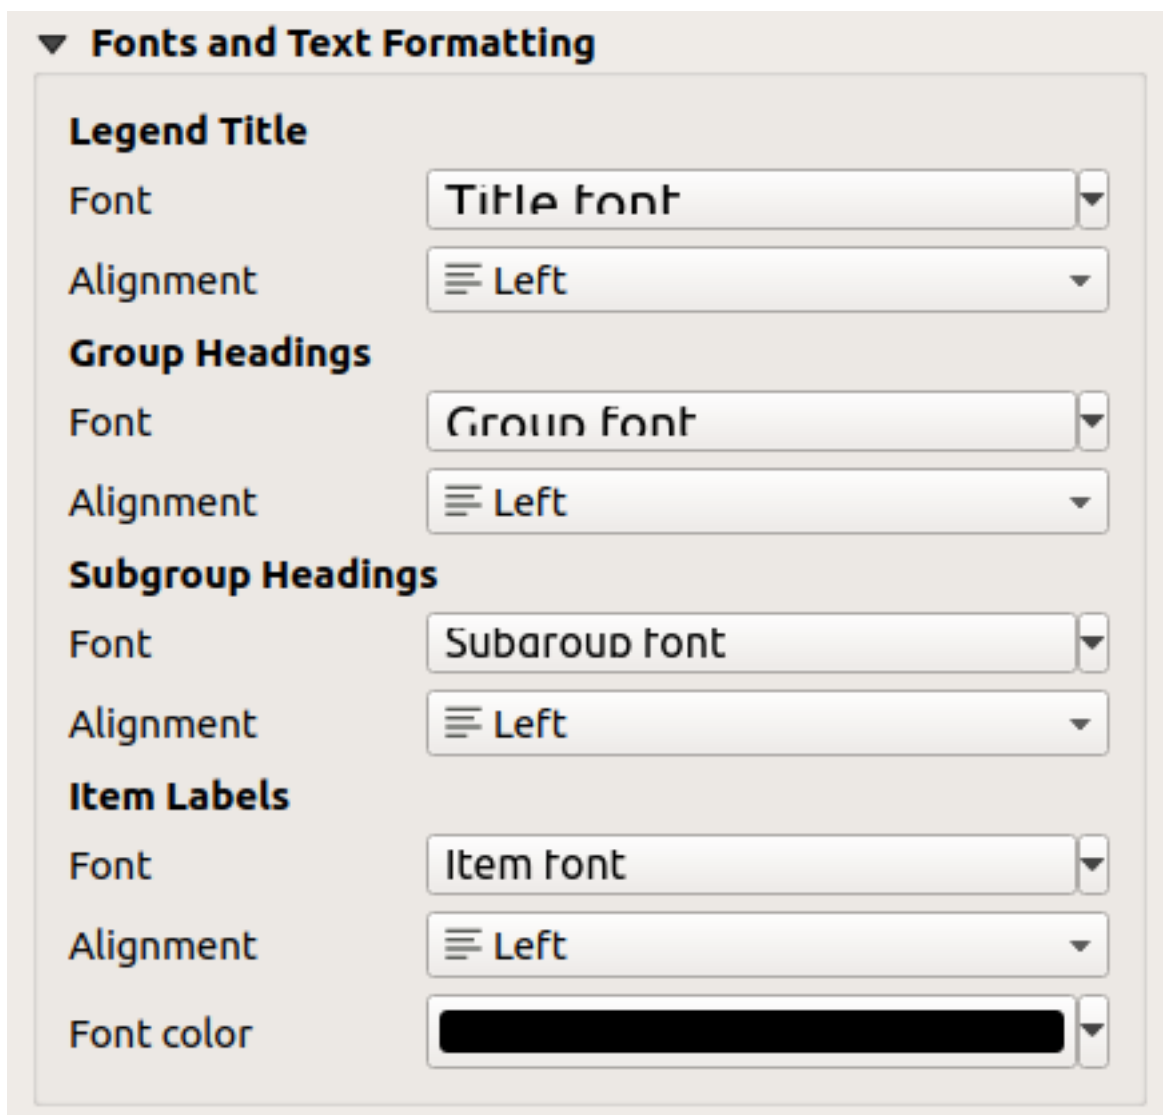 Fonts and Text Formatting
Legend Title
Font Title font
Alignment Left
Group Headings
Font Group font
Alignment Left
Subgroup Headings
Font Subgroup font
Alignment Left
Item Labels
Font Item font
Alignment Left
Font color